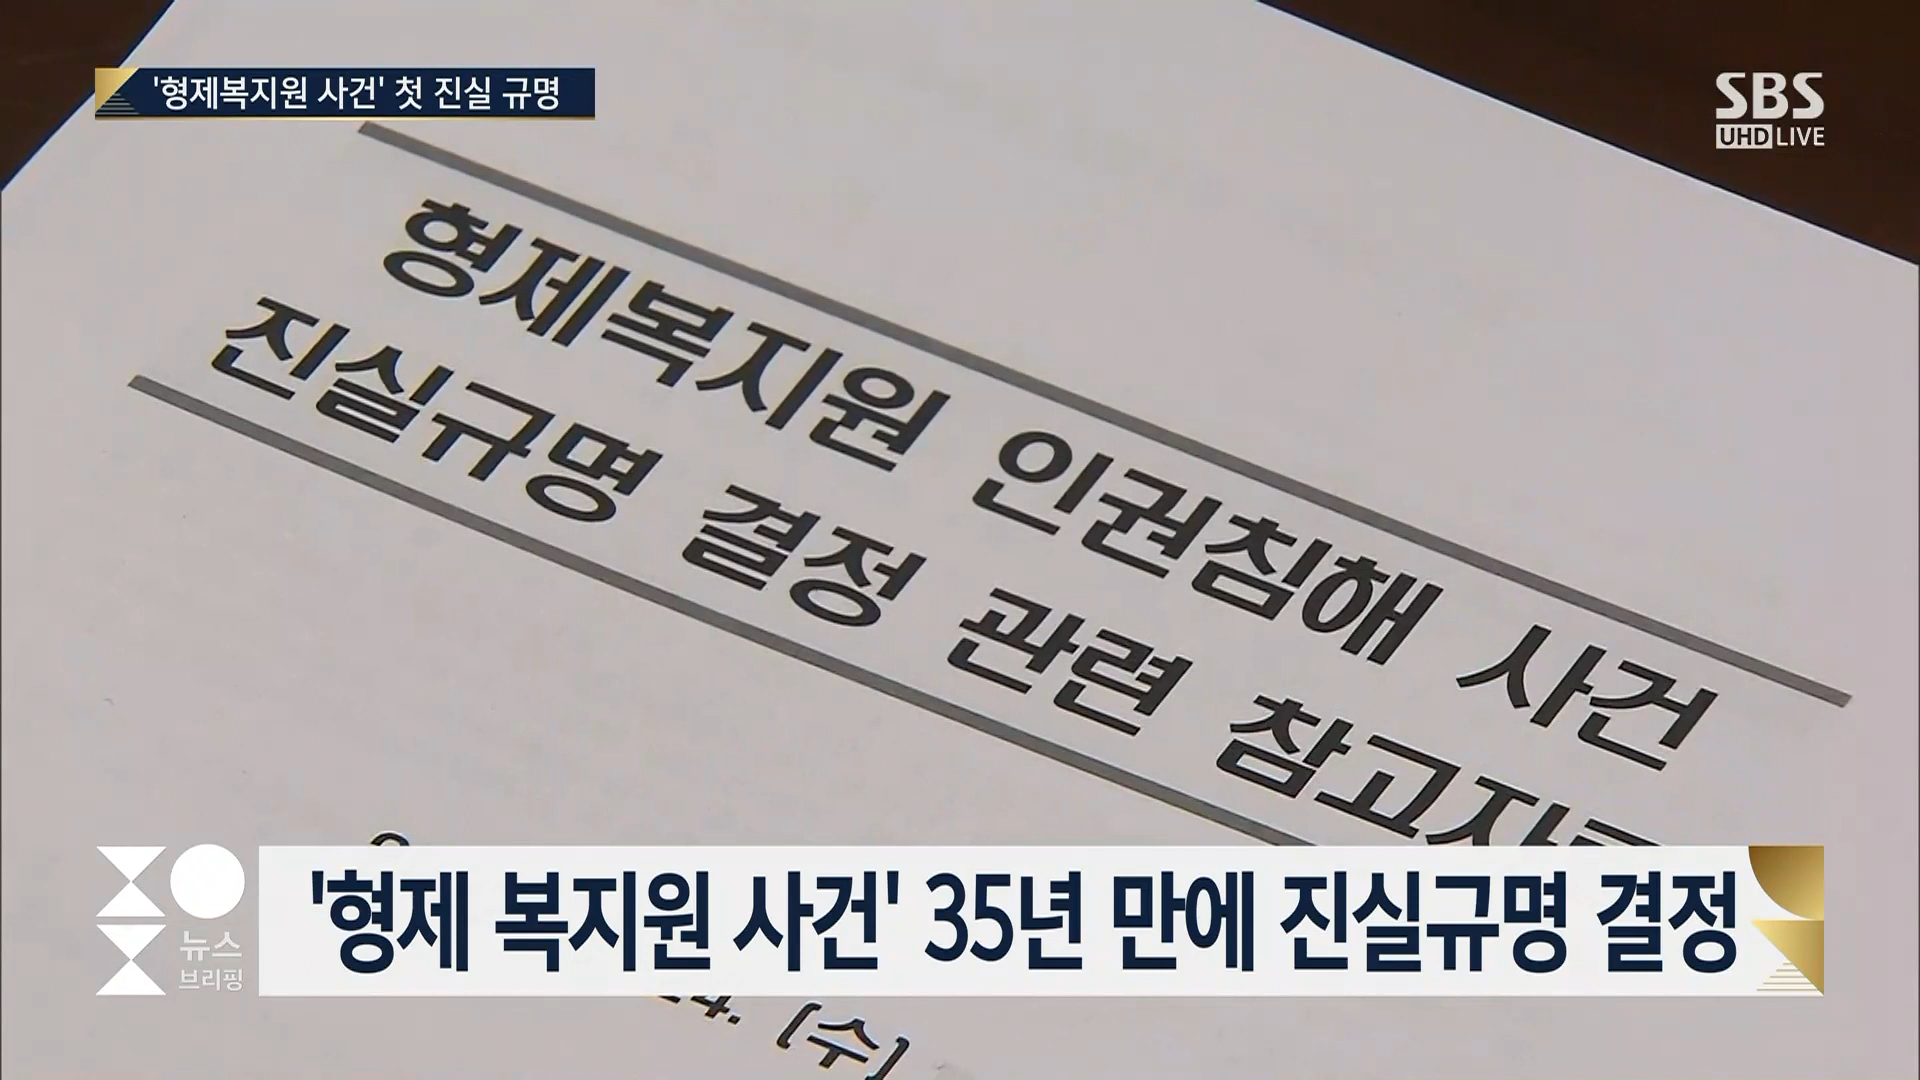 '형제복지원 사건' 첫 진실 규명
SBS
UHD LIVE
형제복지원 인권침해 사건
진실규명 결정 관련 참고자료
'형제 복지원 사건' 35년 만에 진실규명 결정
뉴스
브리핑
24. (수)